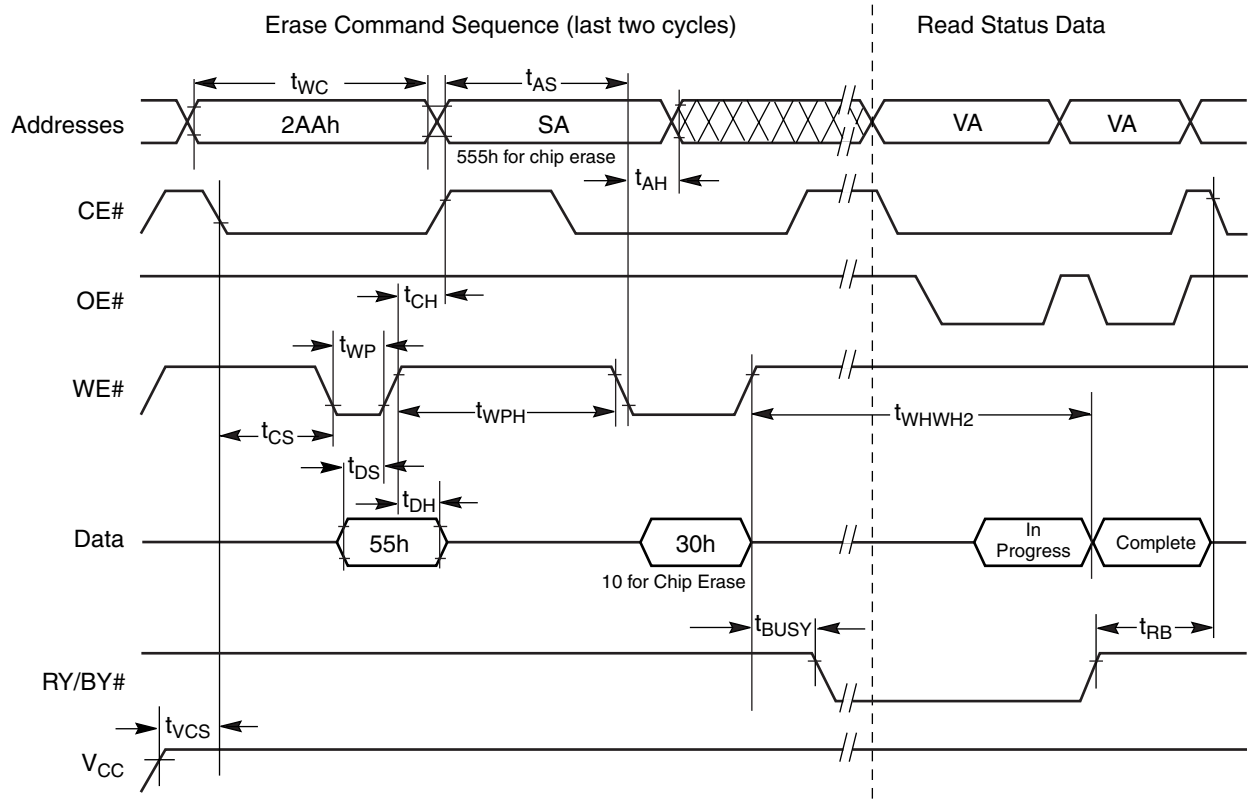 Erase Command Sequence (last two cycles)
Read Status Data
tWC
tAS
Addresses
2AAh
SA
VA
VA
555h for chip erase
tAH
CE#
tCH
OE#
tWP
WE#
tWPH
tWHWH2
tCS
tDS
tDH
Data
55h
30h
In
Progress
Complete
10 for Chip Erase
tBUSY
tRB
RY/BY#
tVCS
VCC